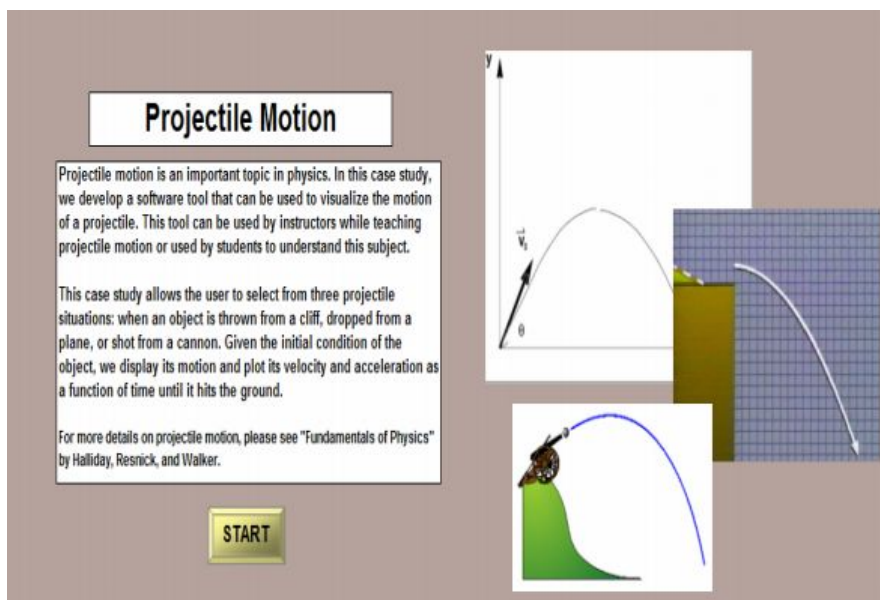 Projectile Motion
Projectile motion is an important topic in physics. In this case study,
we develop a software tool that can be used to visualize the motion
of a projectile. This tool can be used by instructors while teaching
projectile motion or used by students to understand this subject.
This case study allows the user to select from three projectile
situations: when an object is thrown from a cliff, dropped from a
plane, or shot from a cannon. Given the initial condition of the
object, we display its motion and plot its velocity and acceleration as
a function of time until it hits the ground.
For more details on projectile motion, please see "Fundamentals of Physics"
by Halliday, Resnick, and Walker.
START
y
θ